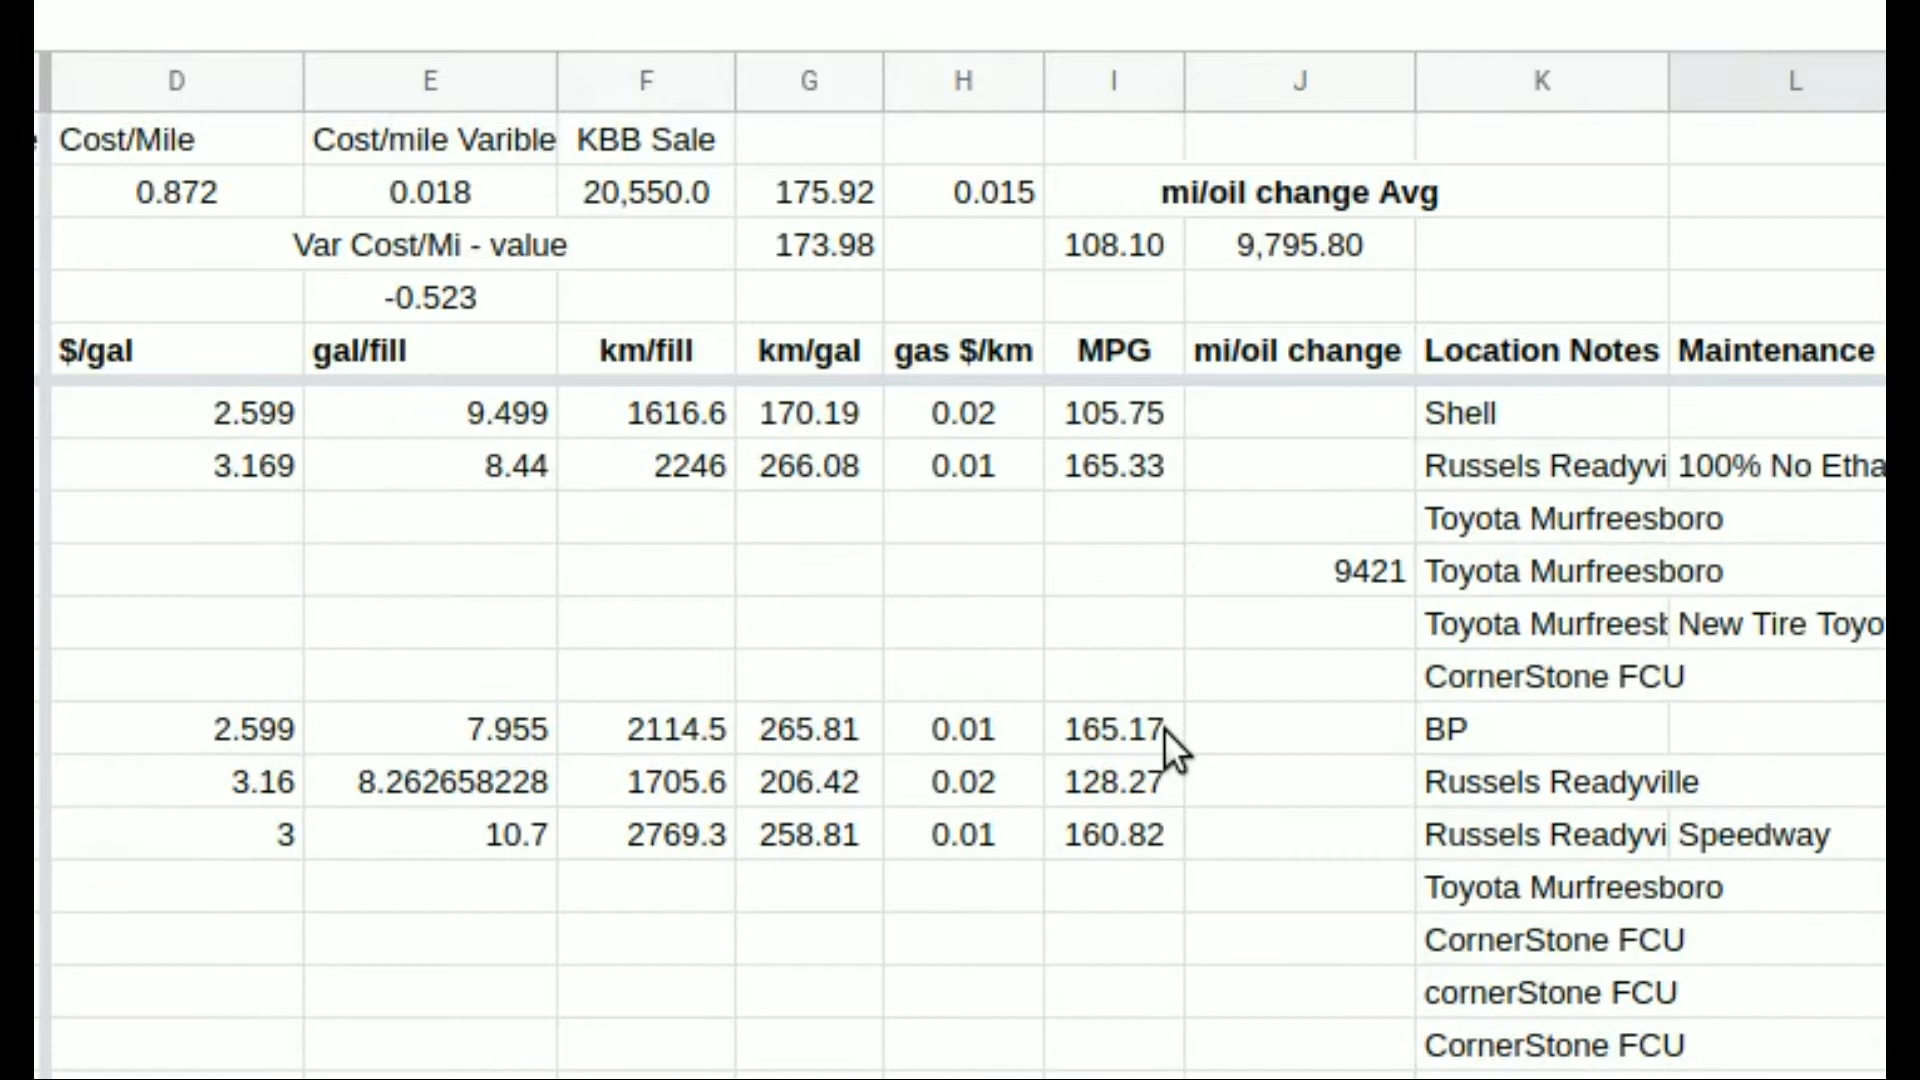 D E F G H I J K L
Cost/Mile Cost/mile Varible KBB Sale
0.872 0.018 20,550.0 175.92 0.015 mi/oil change Avg
Var Cost/Mi - value 173.98 108.10 9,795.80
-0.523
$/gal gal/fill km/fill km/gal gas $/km MPG mi/oil change Location Notes Maintenance
2.599 9.499 1616.6 170.19 0.02 105.75 Shell
3.169 8.44 2246 266.08 0.01 165.33 Russels Readyvi 100% No Etha
Toyota Murfreesboro
9421 Toyota Murfreesboro
Toyota Murfreesb New Tire Toyo
CornerStone FCU
2.599 7.955 2114.5 265.81 0.01 165.17 BP
3.16 8.262658228 1705.6 206.42 0.02 128.27 Russels Readyville
3 10.7 2769.3 258.81 0.01 160.82 Russels Readyvi Speedway
Toyota Murfreesboro
CornerStone FCU
cornerStone FCU
CornerStone FCU